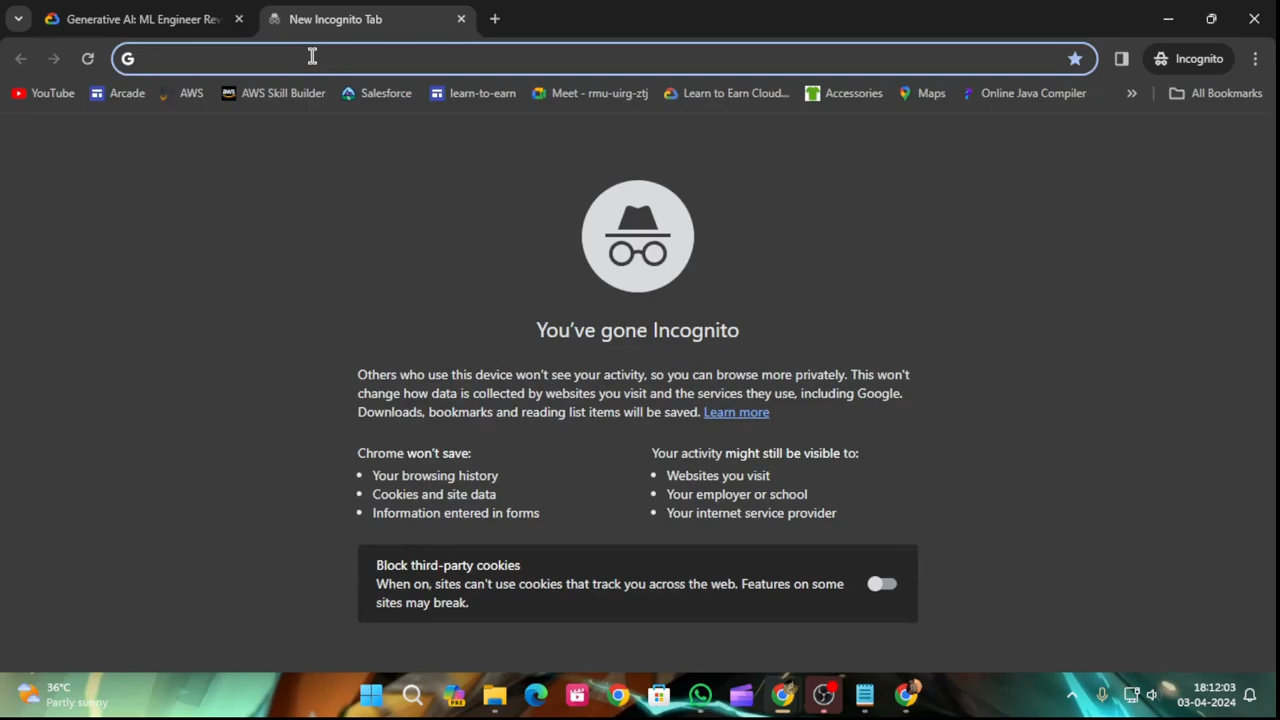 Generative AI: ML Engineer Rev
New Incognito Tab
Incognito
YouTube
Arcade
AWS
AWS Skill Builder
Salesforce
learn-to-earn
Meet - rmu-uirg-ztj
Learn to Earn Cloud...
Accessories
Maps
Online Java Compiler
All Bookmarks
You've gone Incognito
Others who use this device won't see your activity, so you can browse more privately. This won't
change how data is collected by websites you visit and the services they use, including Google.
Downloads, bookmarks and reading list items will be saved. Learn more
Chrome won't save:
Your browsing history
Cookies and site data
Information entered in forms
Your activity might still be visible to:
Websites you visit
Your employer or school
Your internet service provider
Block third-party cookies
When on, sites can't use cookies that track you across the web. Features on some
sites may break.
36°C
Partly sunny
PRE
18:12:03
03-04-2024